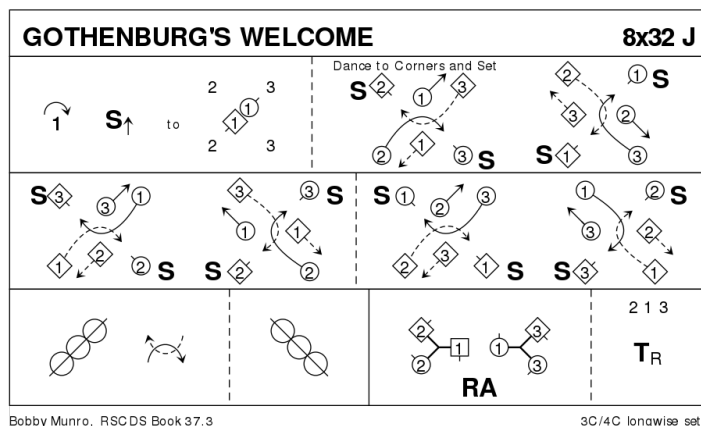 GOTHENBURG'S WELCOME 8x32 J
Dance to Corners and Set
2 3 S 2 3 2 1 S
1 S to 1 1 1 3 2
2 3 2 1 3 S S 1 3
S 3 3 1 3 3 S S 1 2 3 1 2 S
1 2 2 S S 2 1 1 2 2 3 1 S S 3 3 2 1
2 1 3
2 1 1 3 T R
2 3
RA
Bobby Munro, RSCDS Book 37.3 3C/4C longwise set